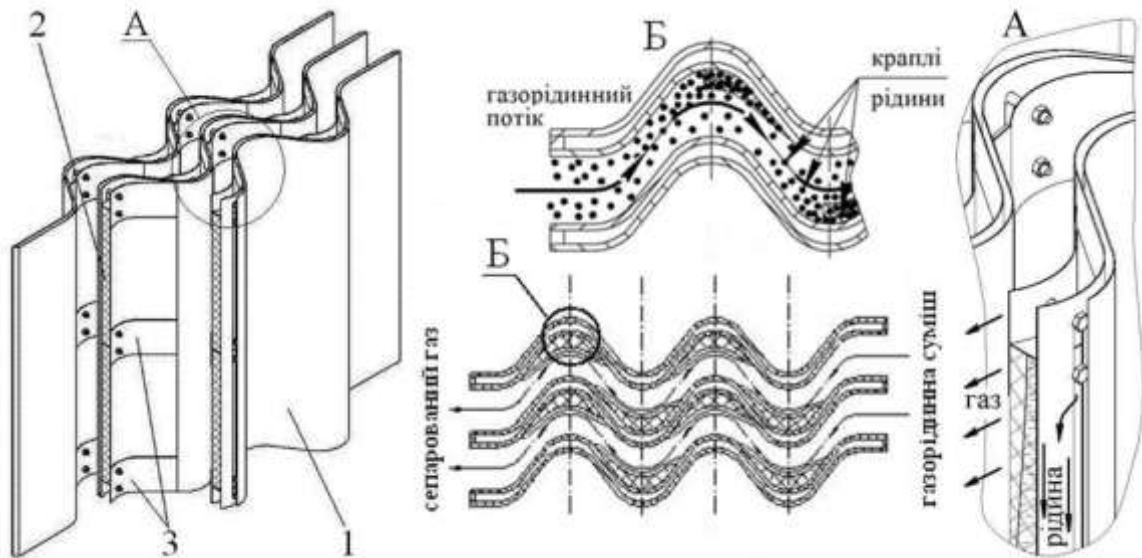 2
А
3
1
Б
газорідинний
потік
краплі
рідини
Б
сепарований газ
газорідинна суміш
А
газ
рідина